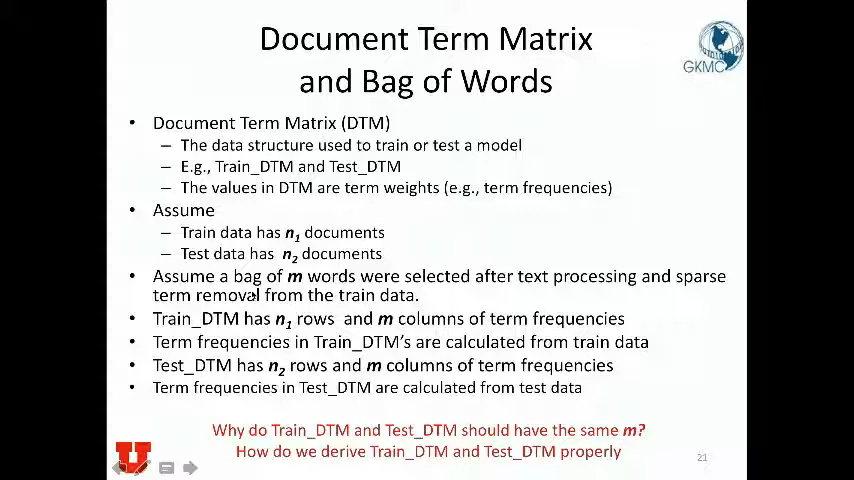 Document Term Matrix
and Bag of Words
GKMC
• Document Term Matrix (DTM)
– The data structure used to train or test a model
– E.g., Train_DTM and Test_DTM
– The values in DTM are term weights (e.g., term frequencies)
• Assume
– Train data has n1 documents
– Test data has n2 documents
• Assume a bag of m words were selected after text processing and sparse
term removal from the train data.
• Train_DTM has n1 rows and m columns of term frequencies
• Term frequencies in Train_DTM's are calculated from train data
• Test_DTM has n2 rows and m columns of term frequencies
• Term frequencies in Test_DTM are calculated from test data
Why do Train_DTM and Test_DTM should have the same m?
How do we derive Train_DTM and Test_DTM properly
U
21